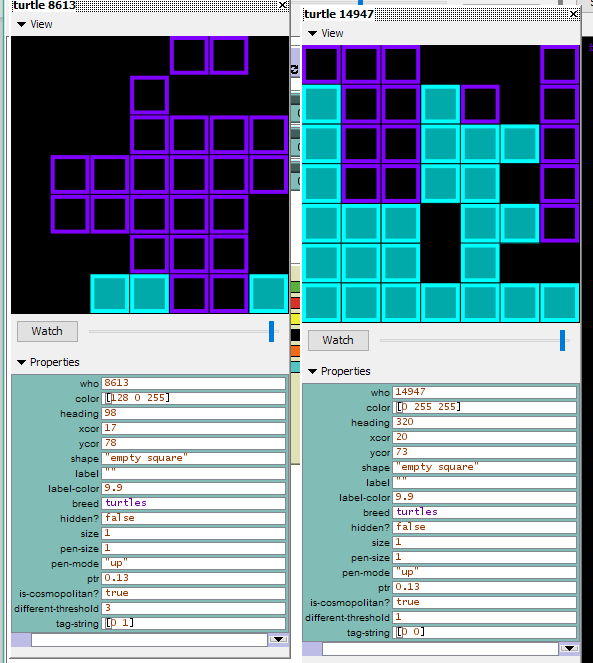 turtle 8613
View
Watch
Properties
who 8613
color [128 0 255]
heading 98
xcor 17
ycor 78
shape "empty square"
label ""
label-color 9.9
breed turtles
hidden? false
size 1
pen-size 1
pen-mode "up"
ptr 0.13
is-cosmopolitan? true
different-threshold 3
tag-string [0 1]
turtle 14947
View
Watch
Properties
who 14947
color [0 255 255]
heading 320
xcor 20
ycor 73
shape "empty square"
label ""
label-color 9.9
breed turtles
hidden? false
size 1
pen-size 1
pen-mode "up"
ptr 0.13
is-cosmopolitan? true
different-threshold 1
tag-string [0 0]